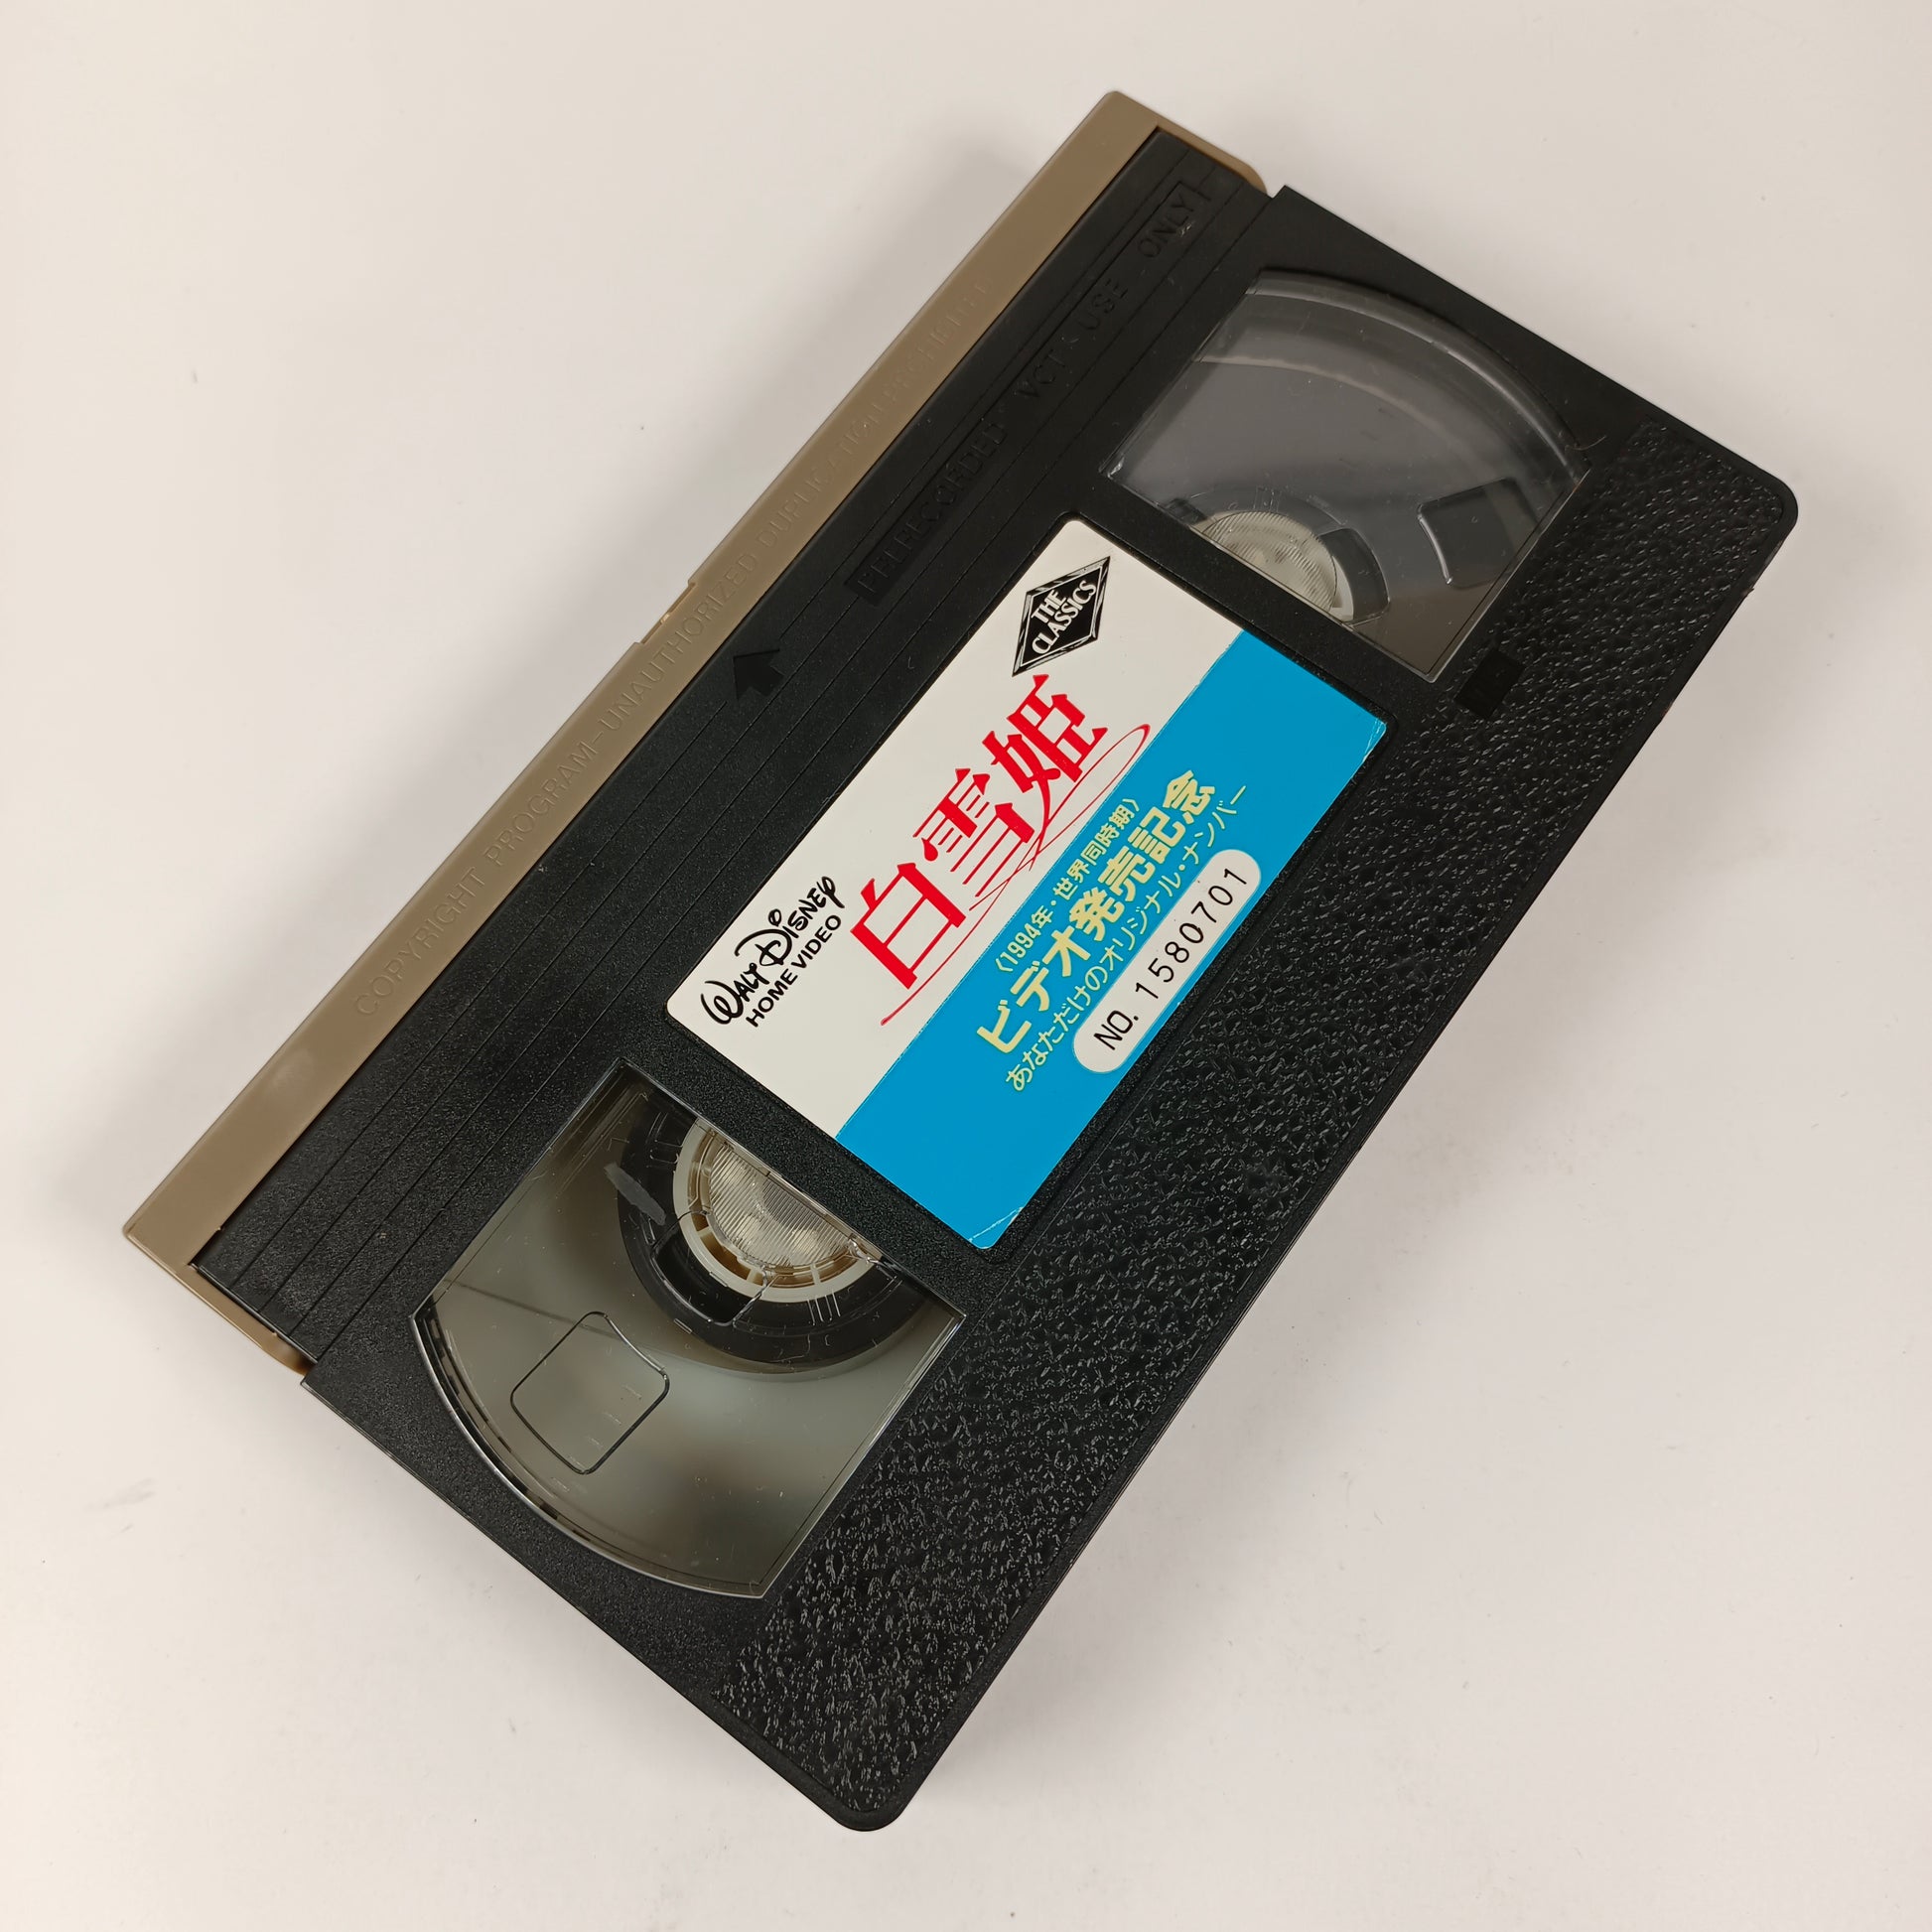 COPYRIGHT PROGRAM-UNAUTHORIZED DUPLICATION PROHIBITED
PRERECORDED VCT-USE ONLY
THE
CLASSICS
WALT DISNEY
HOME VIDEO
白雪姫
〈1994年・世界同時期〉
ビデオ発売記念
あなただけのオリジナル・ナンバー
NO. 1580701